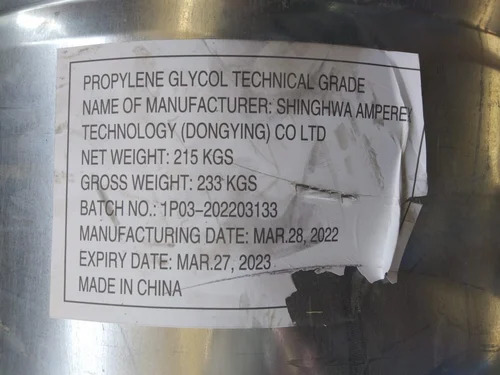 PROPYLENE GLYCOL TECHNICAL GRADE
NAME OF MANUFACTURER: SHINGHWA AMPEREY
TECHNOLOGY (DONGYING) CO LTD
NET WEIGHT: 215 KGS
GROSS WEIGHT: 233 KGS
BATCH NO.: 1P03-202203133
MANUFACTURING DATE: MAR.28, 2022
EXPIRY DATE: MAR.27, 2023
MADE IN CHINA